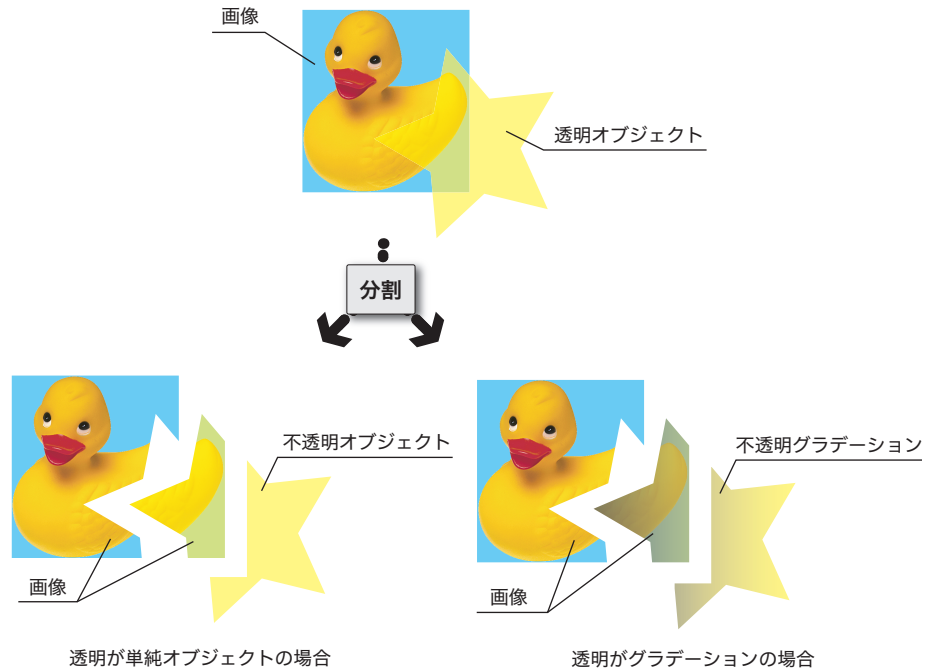 画像
透明オブジェクト
分割
不透明オブジェクト
不透明グラデーション
画像
画像
透明が単純オブジェクトの場合
透明がグラデーションの場合